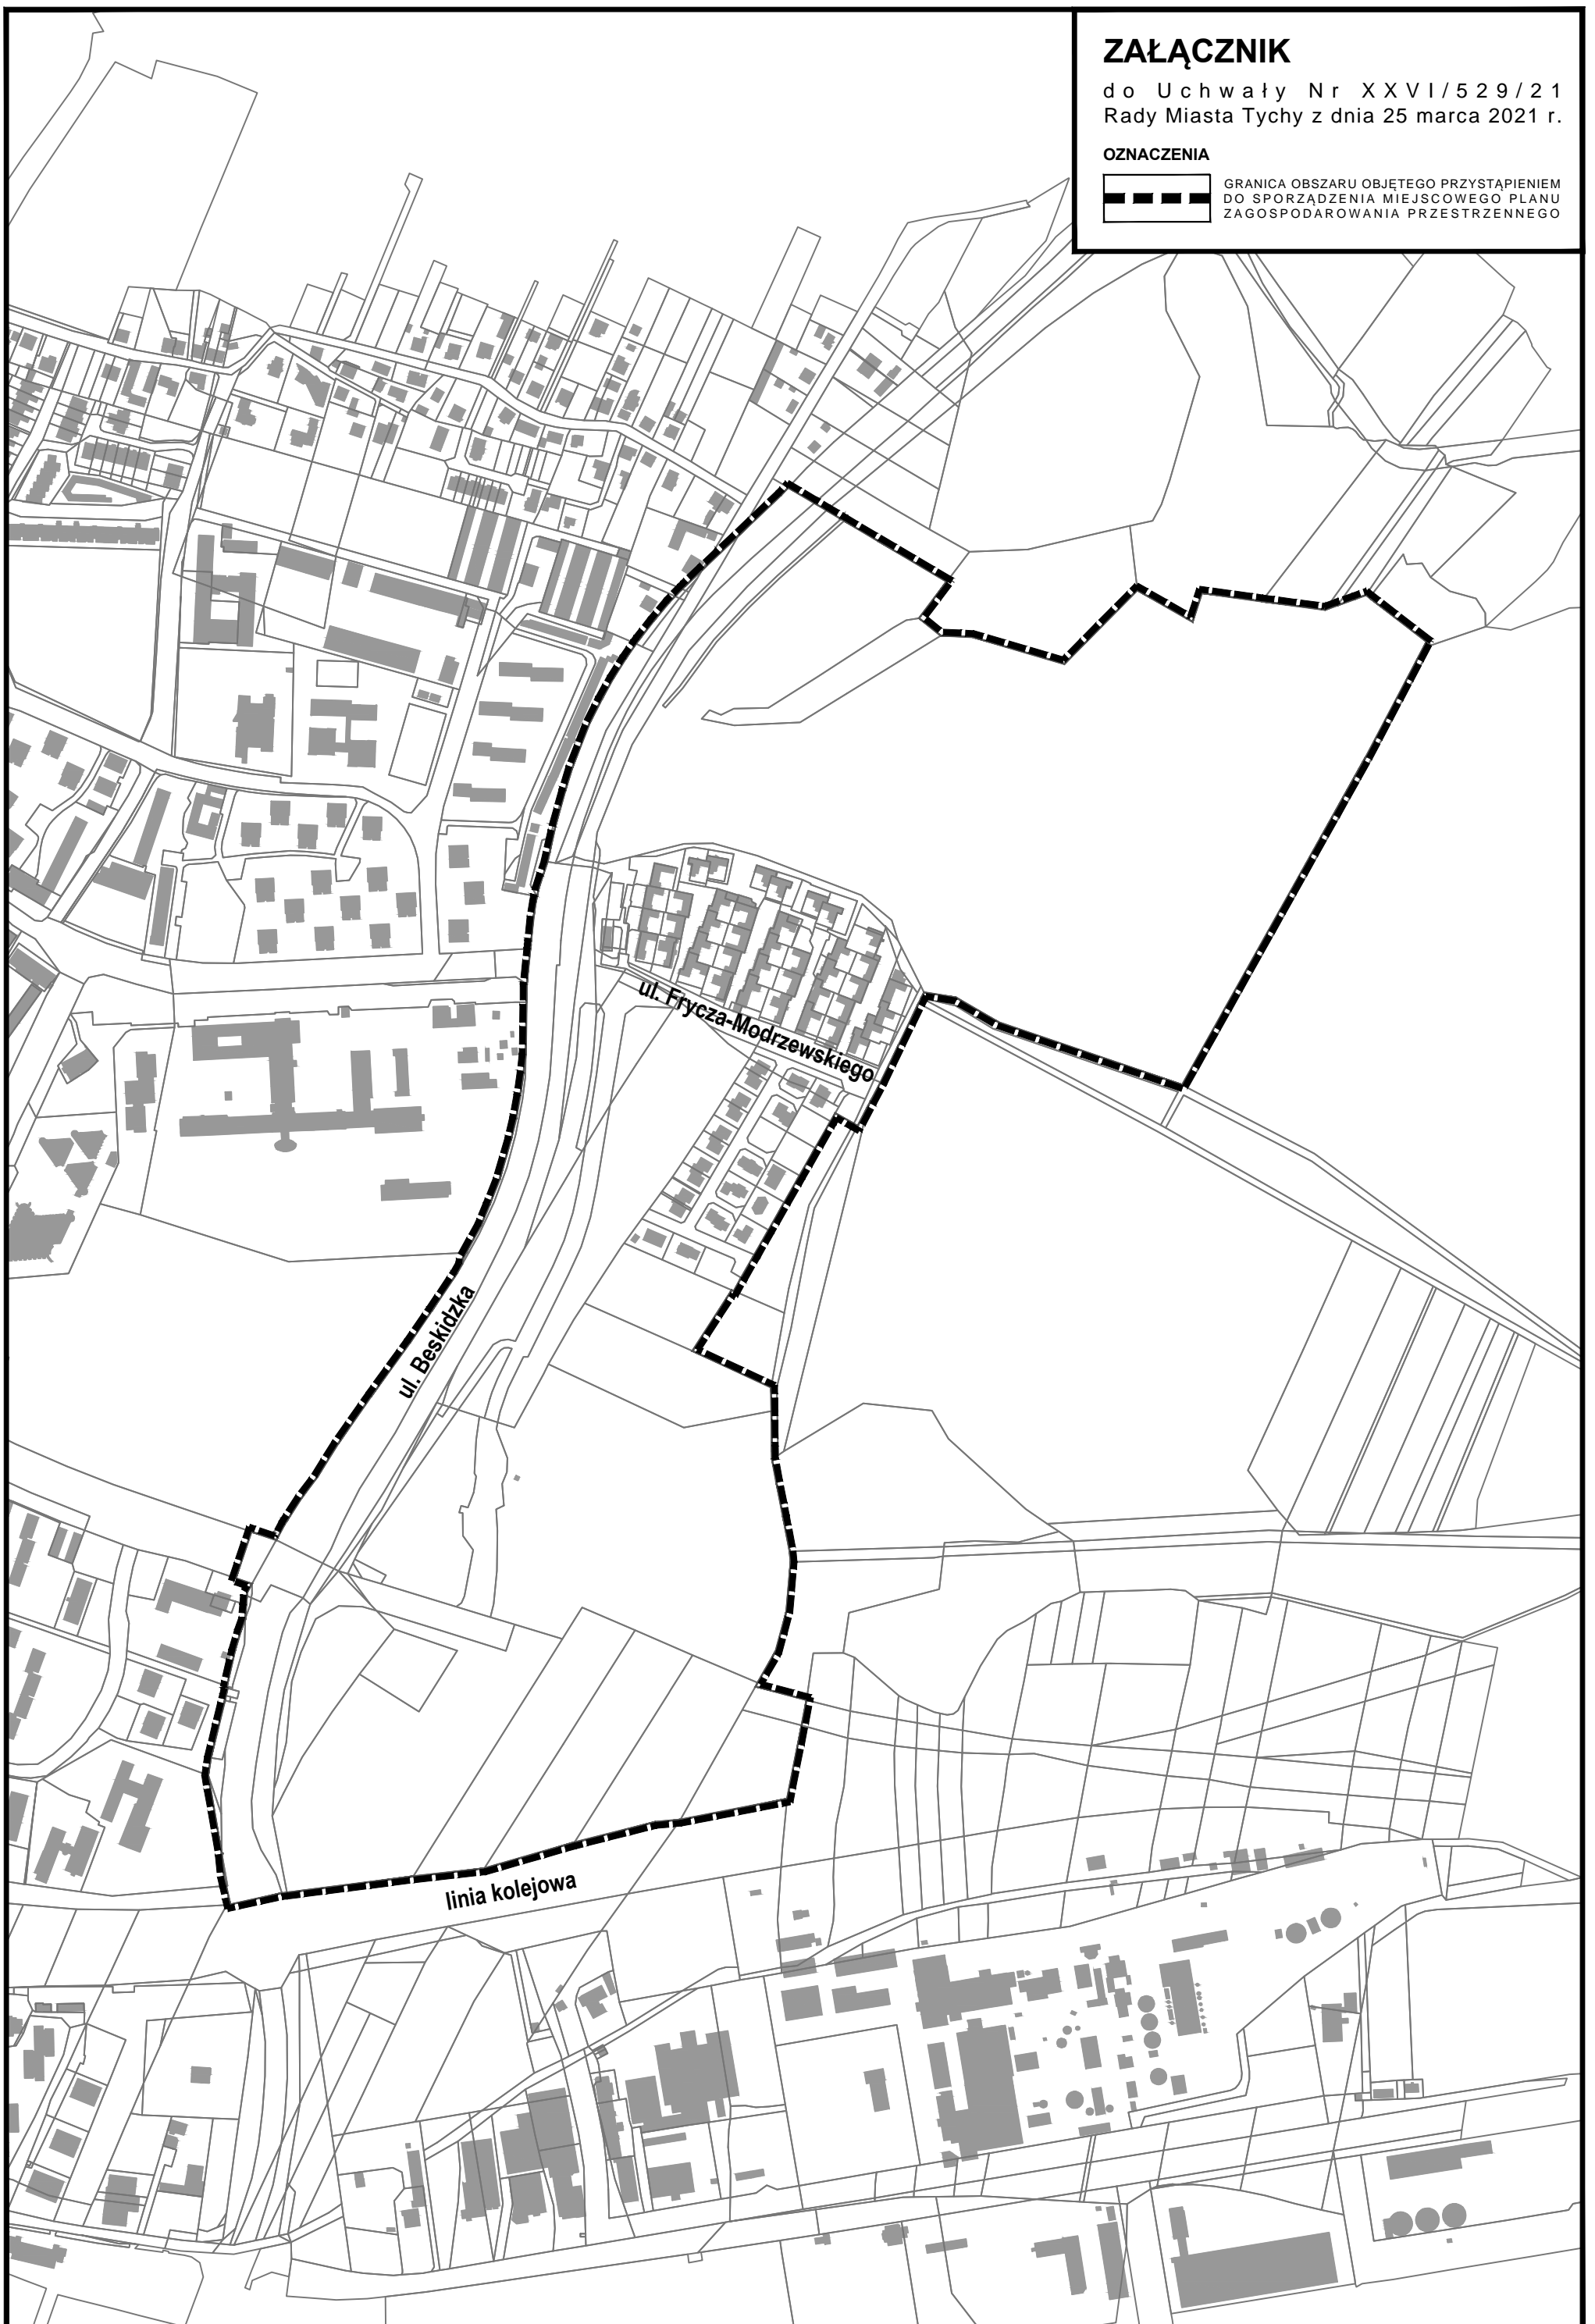 ZAŁĄCZNIK
do Uchwały Nr XXVI/529/21
Rady Miasta Tychy z dnia 25 marca 2021 r.
OZNACZENIA
GRANICA OBSZARU OBJĘTEGO PRZYSTĄPIENIEM
DO SPORZĄDZENIA MIEJSCOWEGO PLANU
ZAGOSPODAROWANIA PRZESTRZENNEGO
ul. Frycza-Modrzewskiego
ul. Beskidzka
linia kolejowa